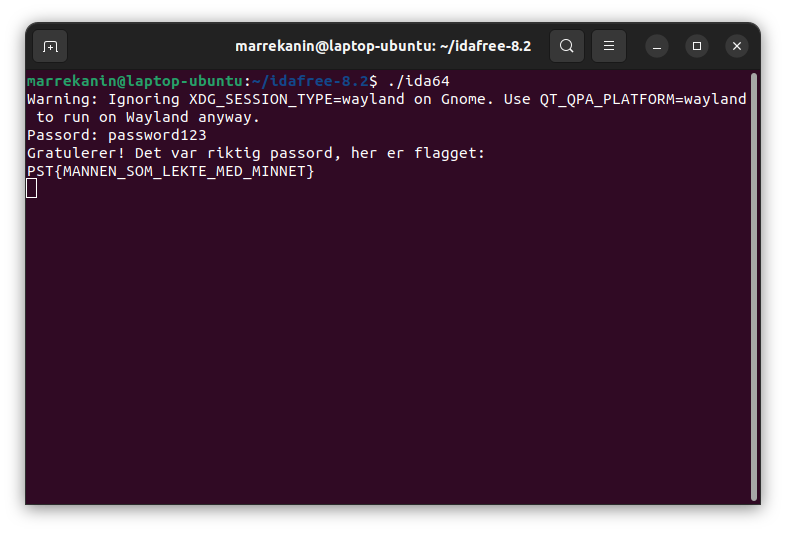 marrekanin@laptop-ubuntu: ~/idafree-8.2
marrekanin@laptop-ubuntu:~/idafree-8.2$ ./ida64
Warning: Ignoring XDG_SESSION_TYPE=wayland on Gnome. Use QT_QPA_PLATFORM=wayland
to run on Wayland anyway.
Passord: password123
Gratulerer! Det var riktig passord, her er flagget:
PST{MANNEN_SOM_LEKTE_MED_MINNET}